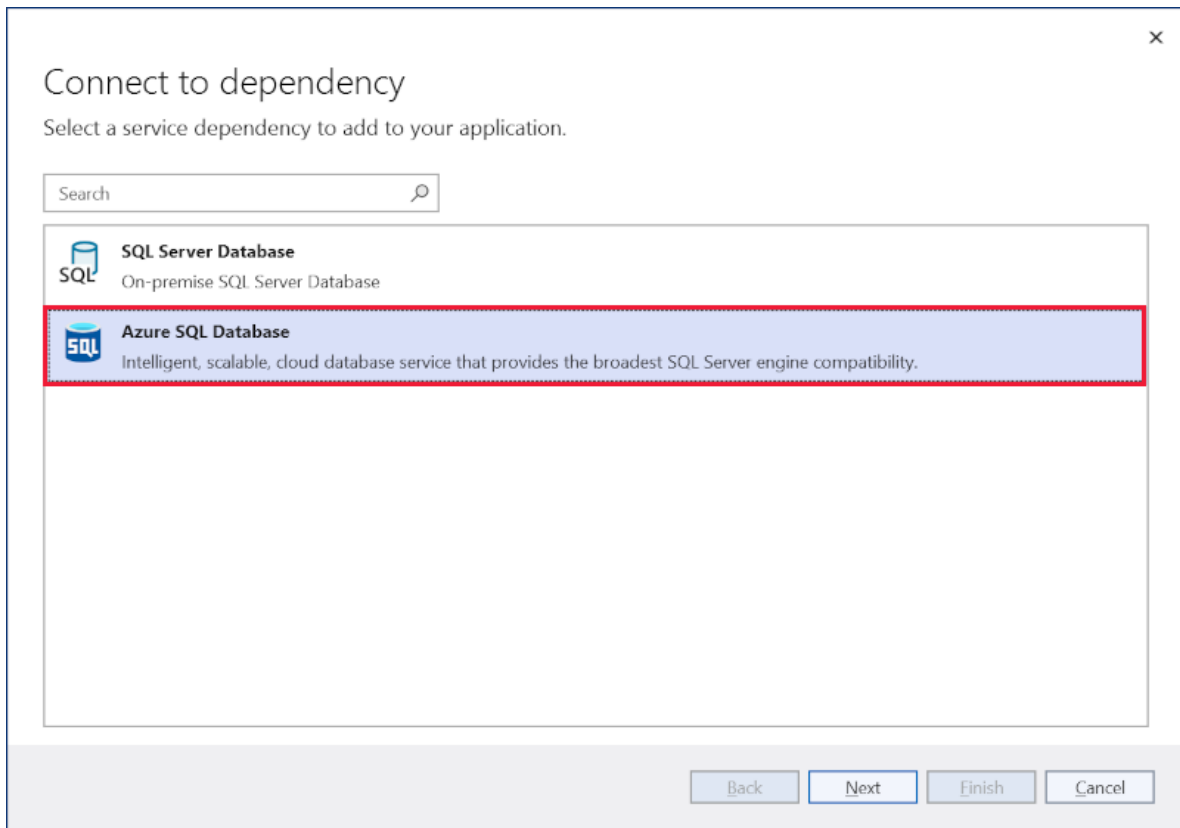 Connect to dependency
Select a service dependency to add to your application.
Search
SQL
SQL Server Database
On-premise SQL Server Database
SQL
Azure SQL Database
Intelligent, scalable, cloud database service that provides the broadest SQL Server engine compatibility.
Back
Next
Finish
Cancel